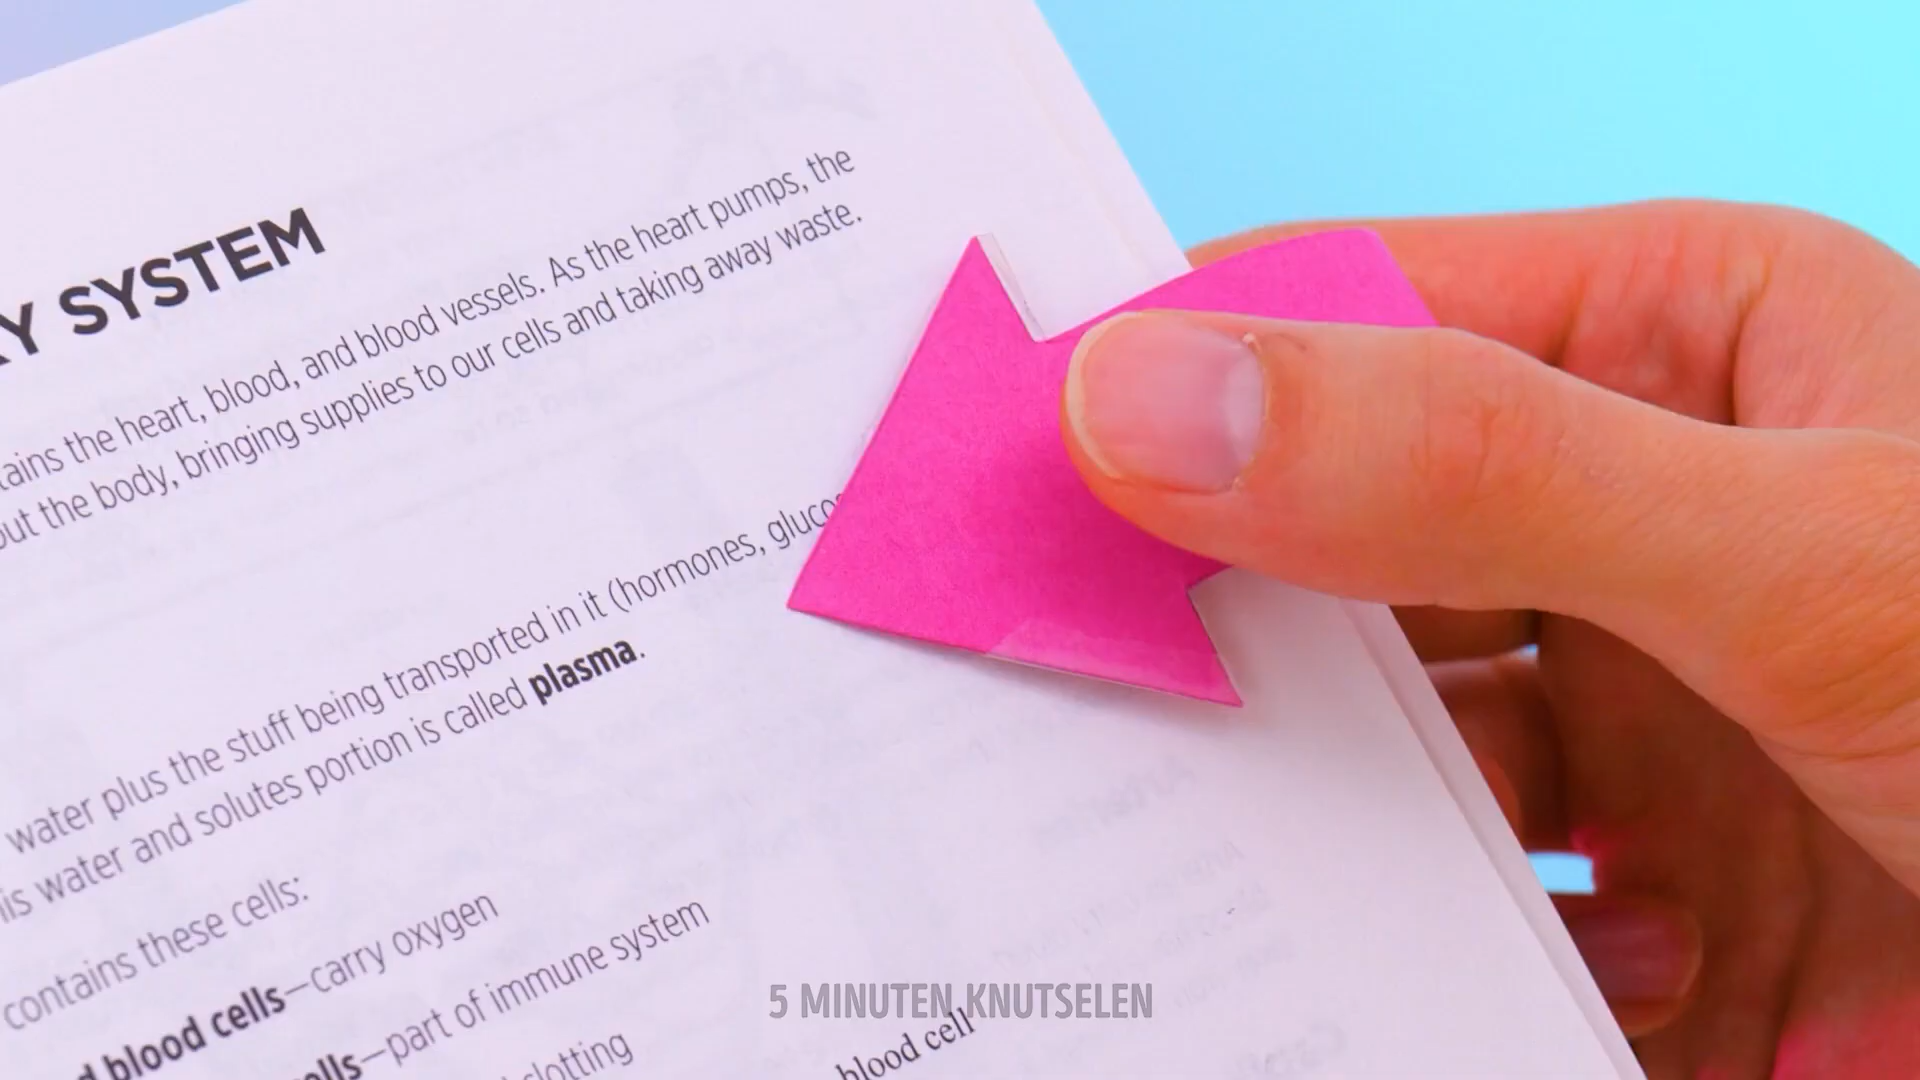 Y SYSTEM
tains the heart, blood, and blood vessels. As the heart pumps, the
out the body, bringing supplies to our cells and taking away waste.
water plus the stuff being transported in it (hormones, gluco
is water and solutes portion is called plasma.
contains these cells:
d blood cells—carry oxygen
ells—part of immune system
clotting
blood cell
5 MINUTEN KNUTSELEN